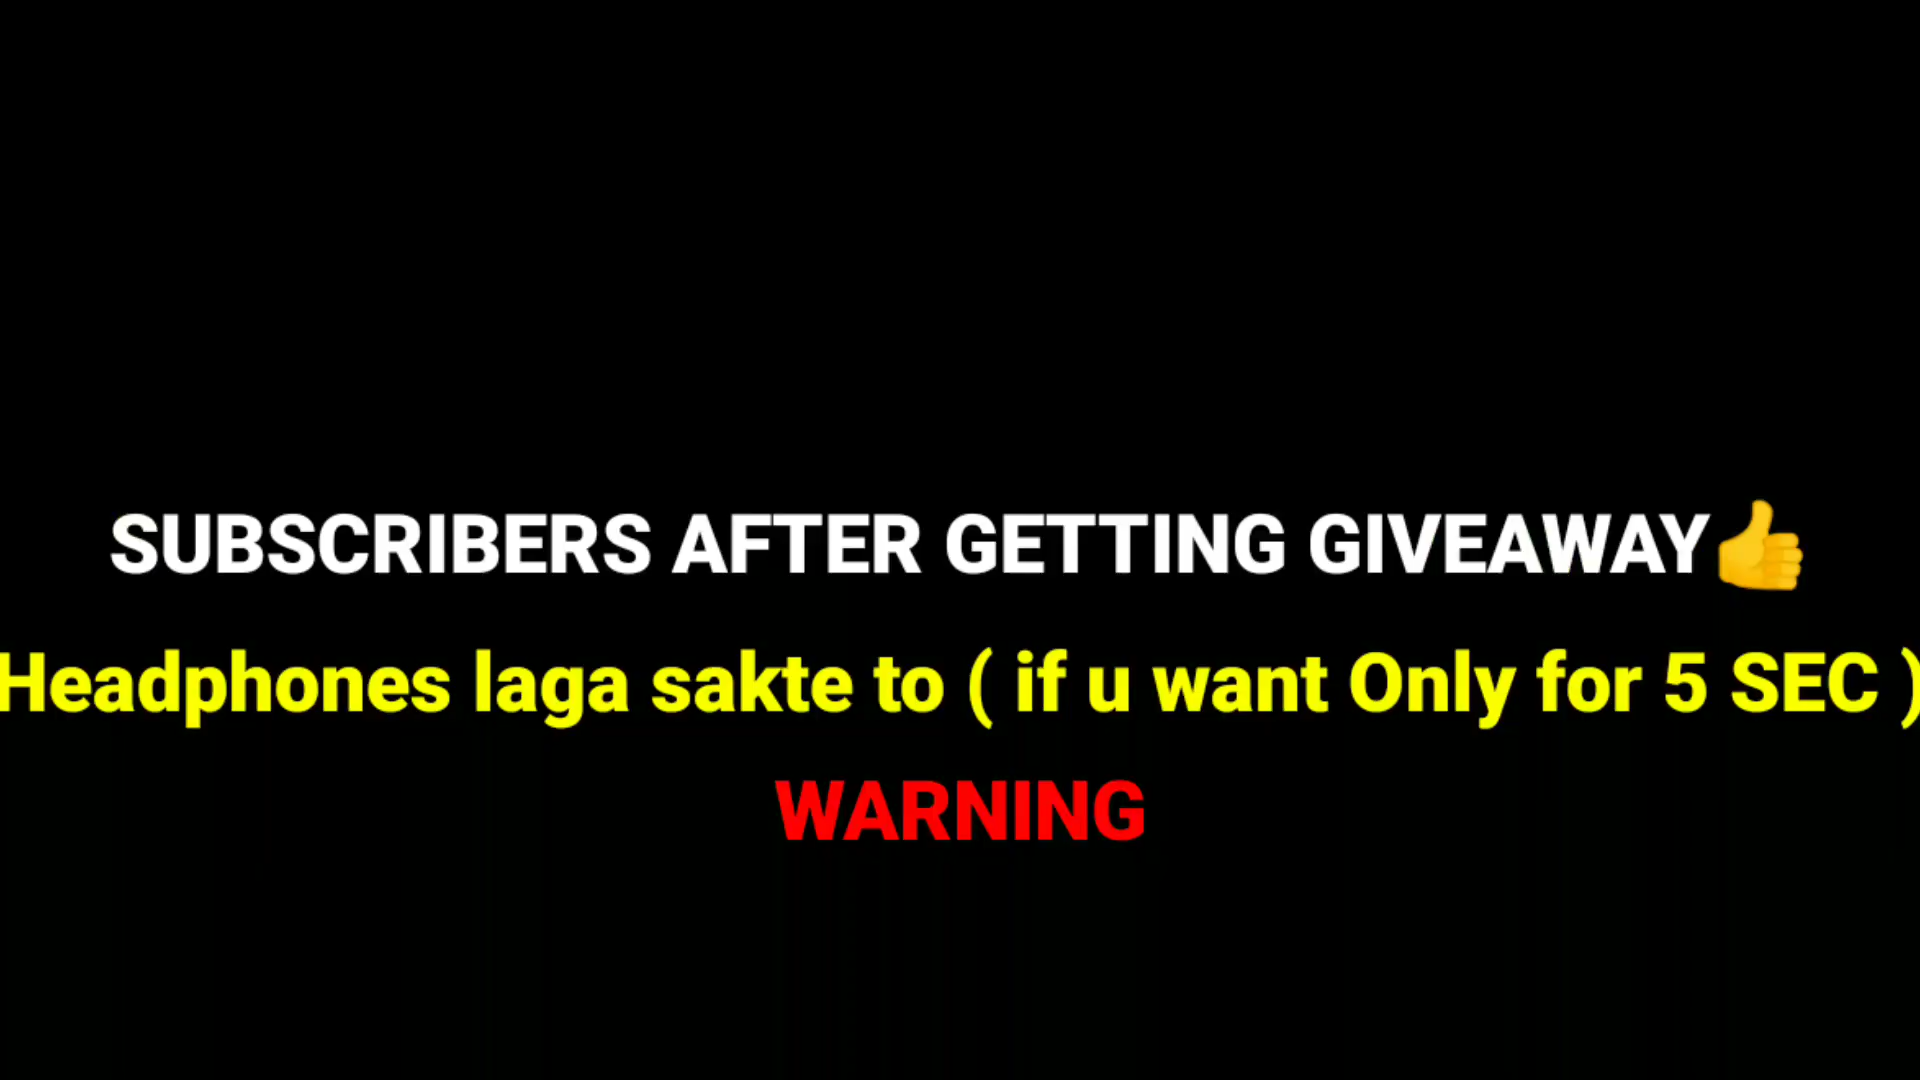 SUBSCRIBERS AFTER GETTING GIVEAWAY👍
Headphones laga sakte to ( if u want Only for 5 SEC )
WARNING